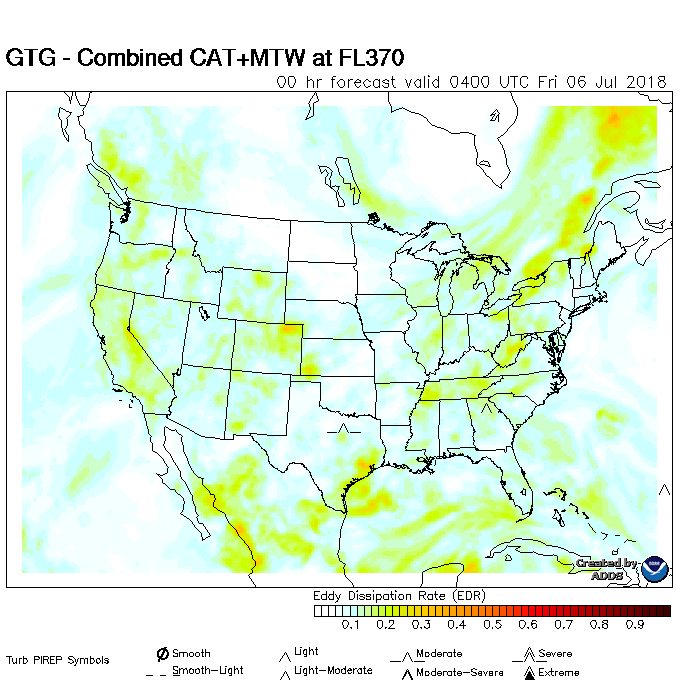 GTG - Combined CAT+MTW at FL370
00 hr forecast valid 0400 UTC Fri 06 Jul 2018
Created by
ADDS
Eddy Dissipation Rate (EDR)
0.1 0.2 0.3 0.4 0.5 0.6 0.7 0.8 0.9
Turb PIREP Symbols
Smooth Light Moderate Severe
Smooth-Light Light-Moderate Moderate-Severe Extreme